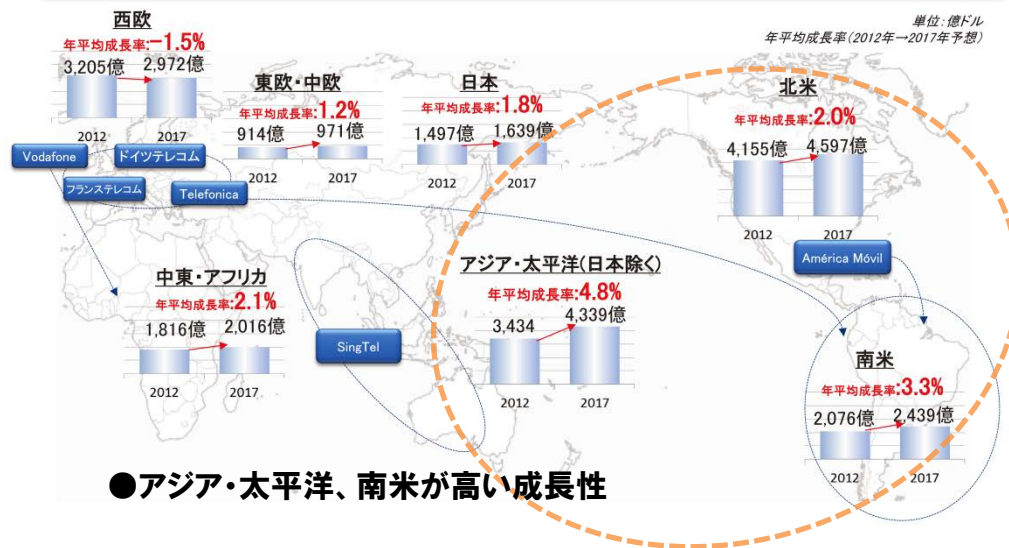 単位:億ドル
年平均成長率(2012年→2017年予想)
西欧
年平均成長率:−1.5%
3,205億 2,972億
2012 2017
東欧・中欧
年平均成長率:1.2%
914億 971億
2012 2017
日本
年平均成長率:1.8%
1,497億 1,639億
2012 2017
北米
年平均成長率:2.0%
4,155億 4,597億
2012 2017
Vodafone
ドイツテレコム
フランステレコム
Telefonica
América Móvil
中東・アフリカ
年平均成長率:2.1%
1,816億 2,016億
2012 2017
SingTel
アジア・太平洋(日本除く)
年平均成長率:4.8%
3,434 4,339億
2012 2017
南米
年平均成長率:3.3%
2,076億 2,439億
2012 2017
●アジア・太平洋、南米が高い成長性